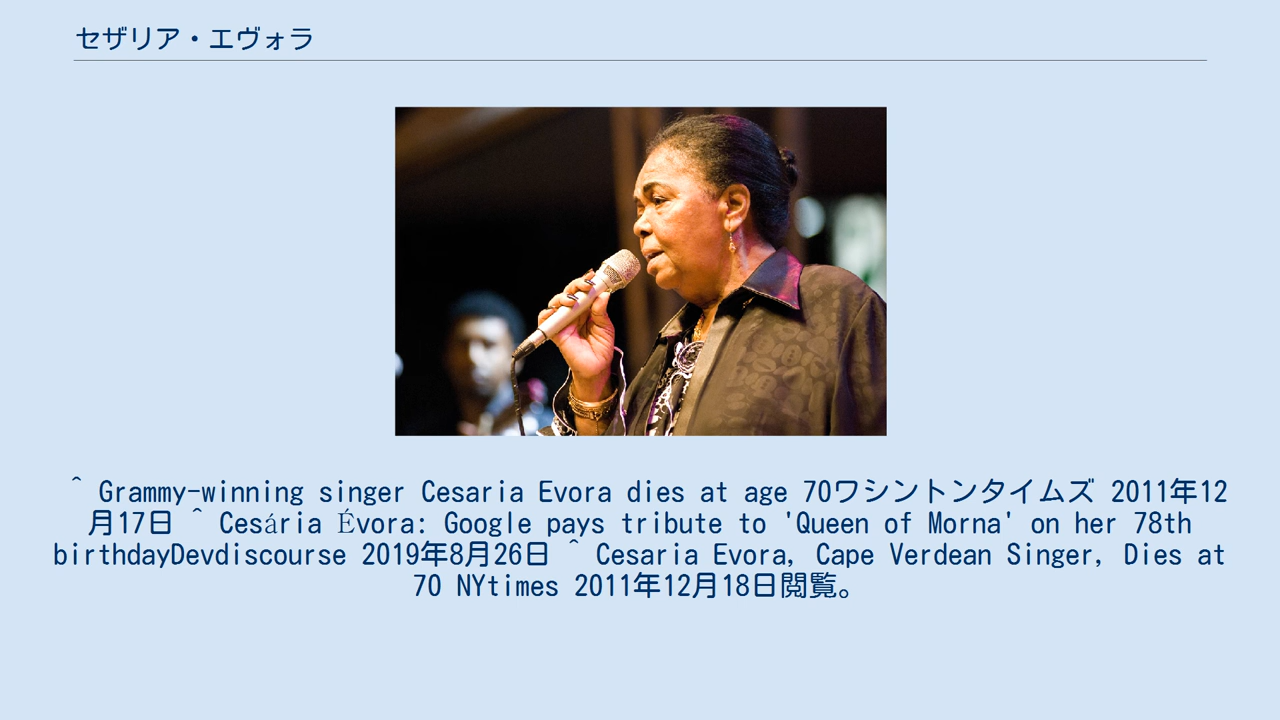 セザリア・エヴォラ
^ Grammy-winning singer Cesaria Evora dies at age 70ワシントンタイムズ 2011年12
月17日 ^ Cesária Évora: Google pays tribute to 'Queen of Morna' on her 78th
birthdayDevdiscourse 2019年8月26日 ^ Cesaria Evora, Cape Verdean Singer, Dies at
70 NYtimes 2011年12月18日閲覧。